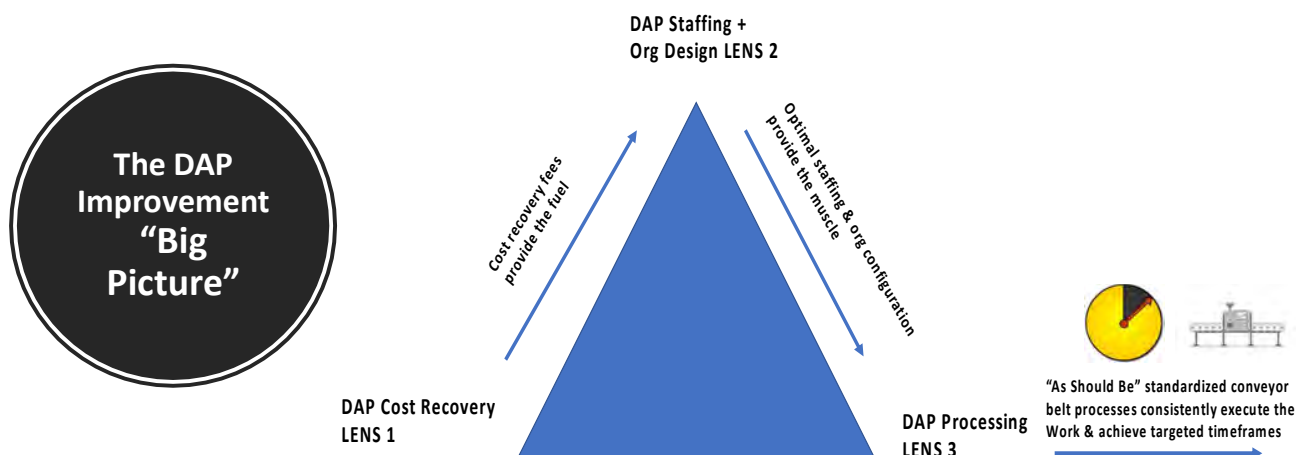 DAP Staffing +
Org Design LENS 2
The DAP
Improvement
“Big
Picture”
Cost recovery fees
provide the fuel
Optimal staffing & org configuration
provide the muscle
DAP Cost Recovery
LENS 1
DAP Processing
LENS 3
“As Should Be” standardized conveyor
belt processes consistently execute the
Work & achieve targeted timeframes